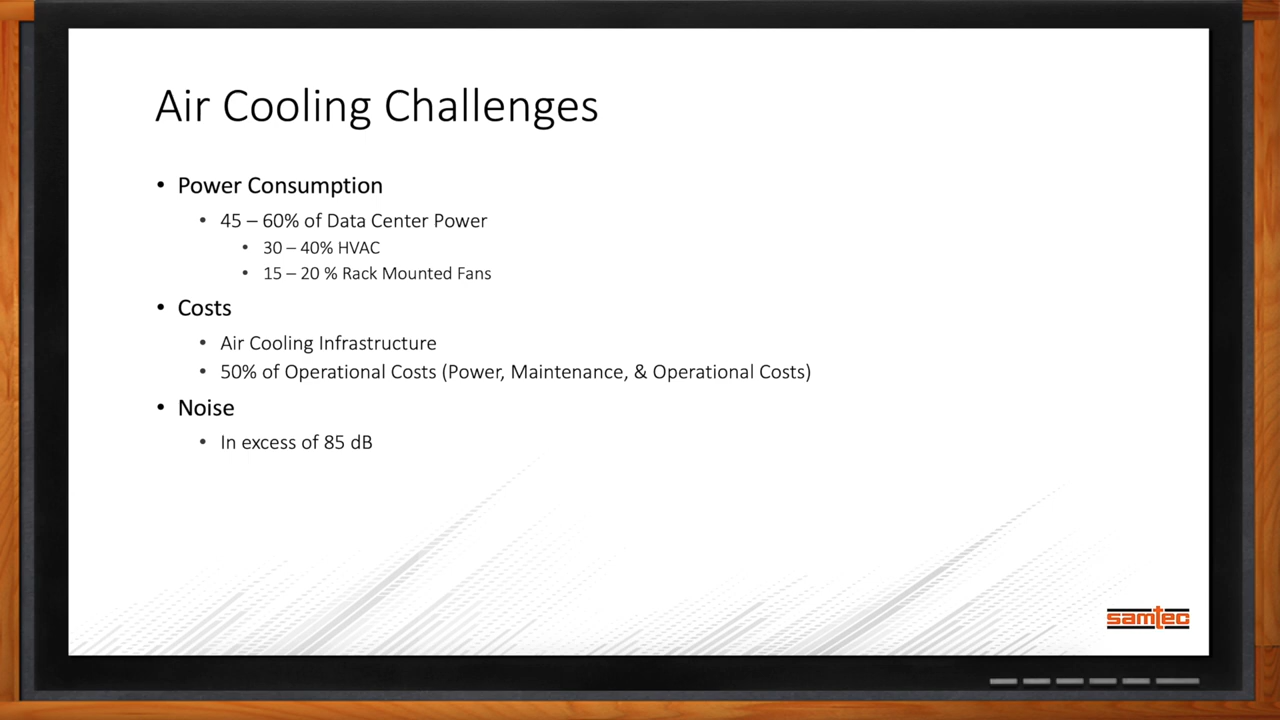 Air Cooling Challenges
• Power Consumption
• 45 – 60% of Data Center Power
• 30 – 40% HVAC
• 15 – 20 % Rack Mounted Fans
• Costs
• Air Cooling Infrastructure
• 50% of Operational Costs (Power, Maintenance, & Operational Costs)
• Noise
• In excess of 85 dB
samtec